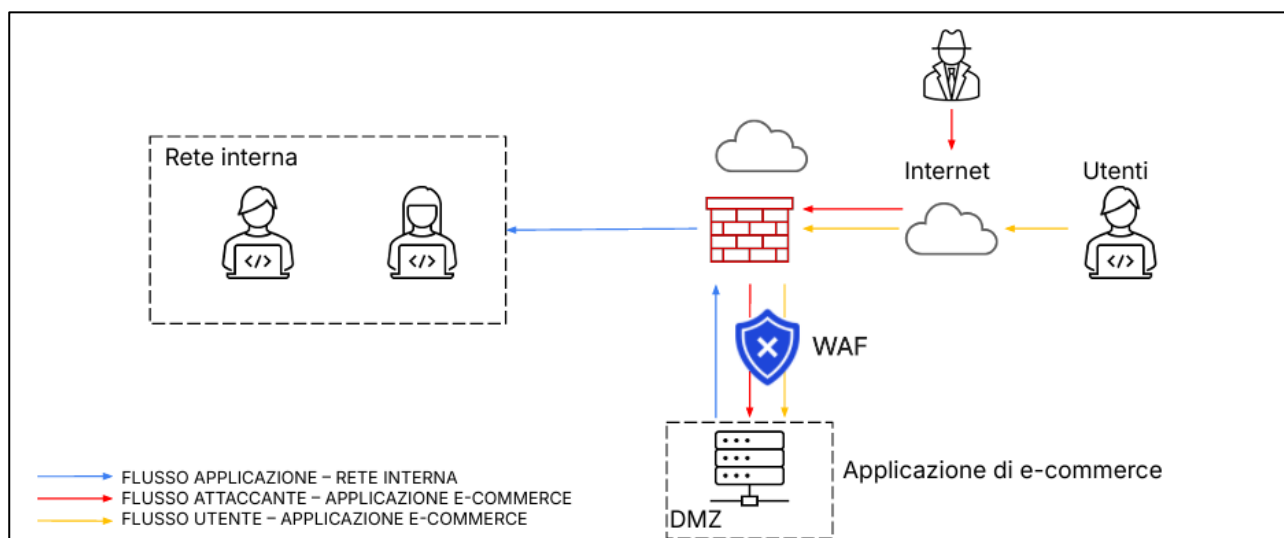 Rete interna
Internet
Utenti
</>
</>
</>
WAF
Applicazione di e-commerce
DMZ
FLUSSO APPLICAZIONE – RETE INTERNA
FLUSSO ATTACCANTE – APPLICAZIONE E-COMMERCE
FLUSSO UTENTE – APPLICAZIONE E-COMMERCE